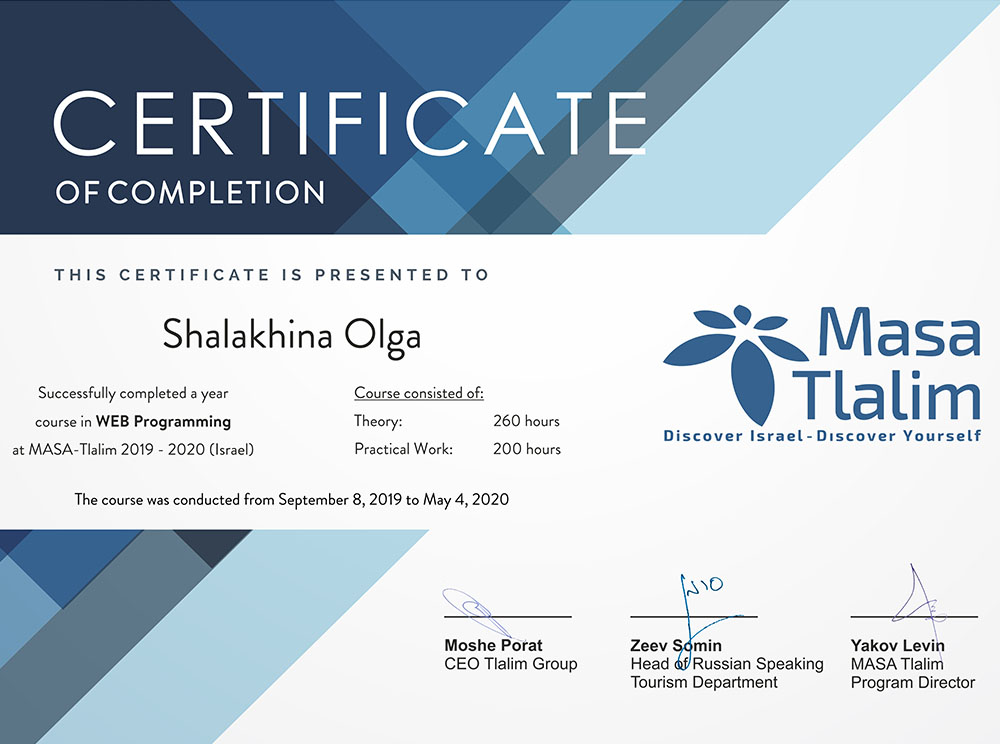 CERTIFICATE
OF COMPLETION
THIS CERTIFICATE IS PRESENTED TO
Shalakhina Olga
Successfully completed a year
course in WEB Programming
at MASA-Tlalim 2019 - 2020 (Israel)
Course consisted of:
Theory: 260 hours
Practical Work: 200 hours
The course was conducted from September 8, 2019 to May 4, 2020
Masa
Tlalim
Discover Israel-Discover Yourself
Moshe Porat
CEO Tlalim Group
Zeev Somin
Head of Russian Speaking
Tourism Department
Yakov Levin
MASA Tlalim
Program Director